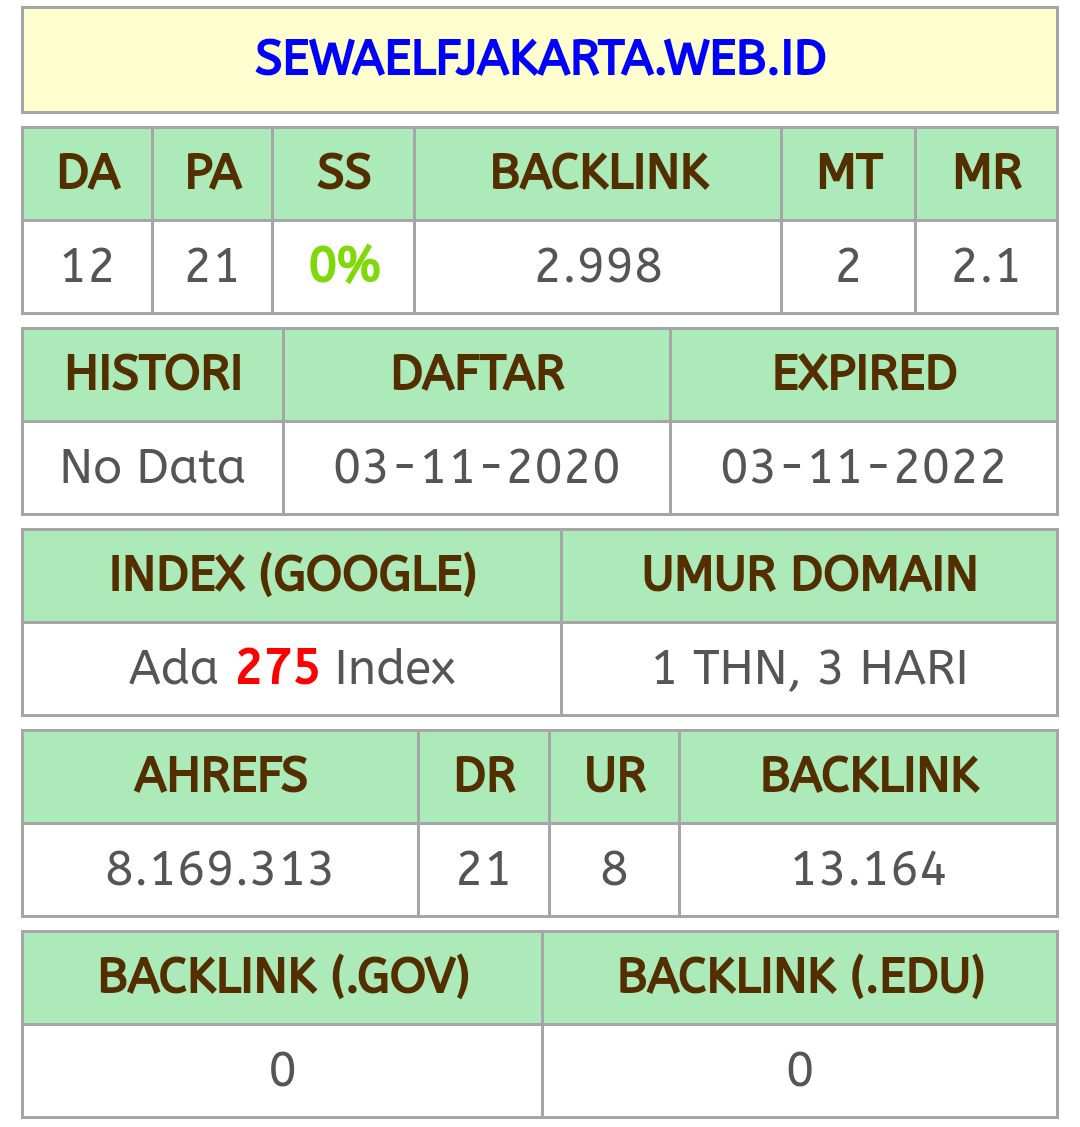 SEWAELFJAKARTA.WEB.ID
DA PA SS BACKLINK MT MR
12 21 0% 2.998 2 2.1
HISTORI DAFTAR EXPIRED
No Data 03-11-2020 03-11-2022
INDEX (GOOGLE) UMUR DOMAIN
Ada 275 Index 1 THN, 3 HARI
AHREFS DR UR BACKLINK
8.169.313 21 8 13.164
BACKLINK (.GOV) BACKLINK (.EDU)
0 0